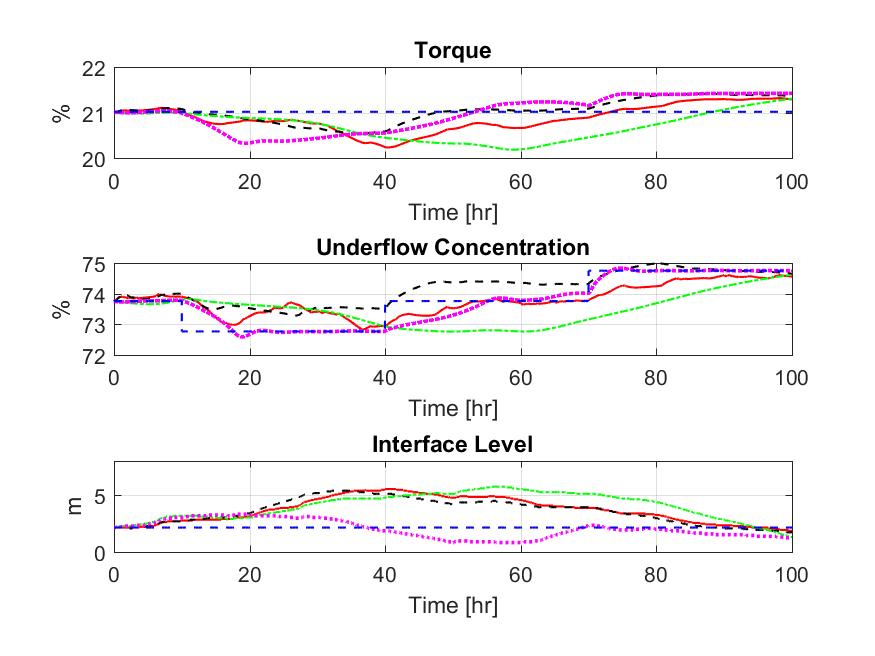 Torque
22
21
20
%
0 20 40 60 80 100
Time [hr]
Underflow Concentration
75
74
73
72
%
0 20 40 60 80 100
Time [hr]
Interface Level
5
0
m
0 20 40 60 80 100
Time [hr]